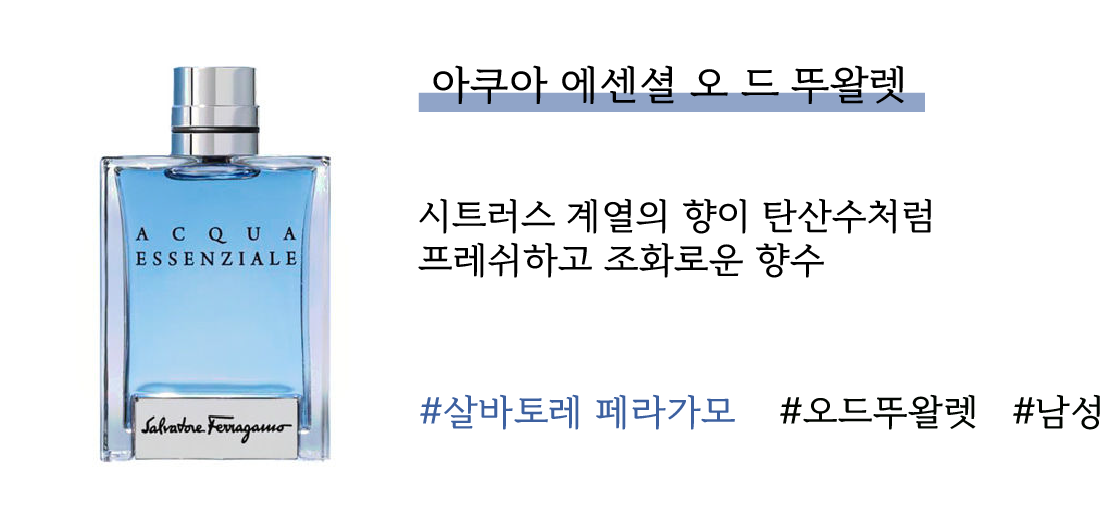 아쿠아 에센셜 오 드 뚜왈렛
시트러스 계열의 향이 탄산수처럼
프레쉬하고 조화로운 향수
#살바토레 페라가모 #오드뚜왈렛 #남성
ACQUA
ESSENZIALE
Salvatore Ferragamo